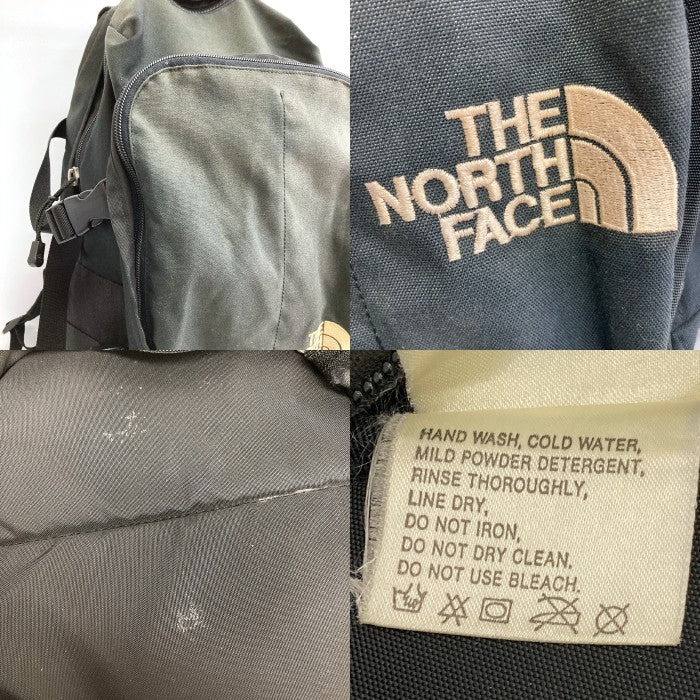 THE
NORTH
FACE
HAND WASH, COLD WATER,
MILD POWDER DETERGENT,
RINSE THOROUGHLY,
LINE DRY,
DO NOT IRON,
DO NOT DRY CLEAN.
DO NOT USE BLEACH.